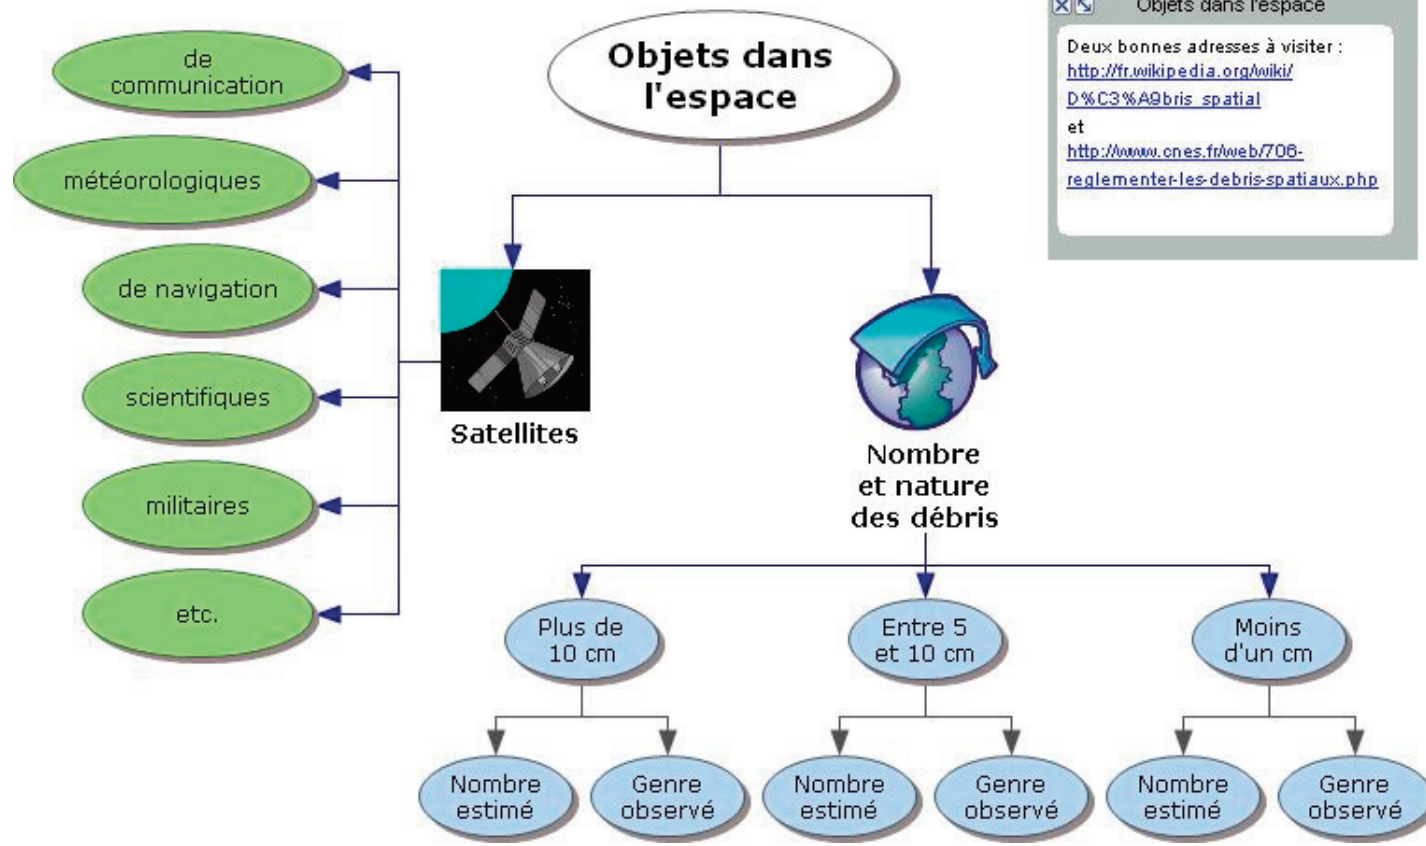 Objets dans l'espace
Deux bonnes adresses à visiter :
http://fr.wikipedia.org/wiki/
D%C3%A9bris_spatial
et
http://www.cnes.fr/web/706-
reglementer-les-debris-spatiaux.php
Objets dans
l'espace
de
communication
météorologiques
de navigation
scientifiques
militaires
etc.
Satellites
Nombre
et nature
des débris
Plus de
10 cm
Entre 5
et 10 cm
Moins
d'un cm
Nombre
estimé
Genre
observé
Nombre
estimé
Genre
observé
Nombre
estimé
Genre
observé